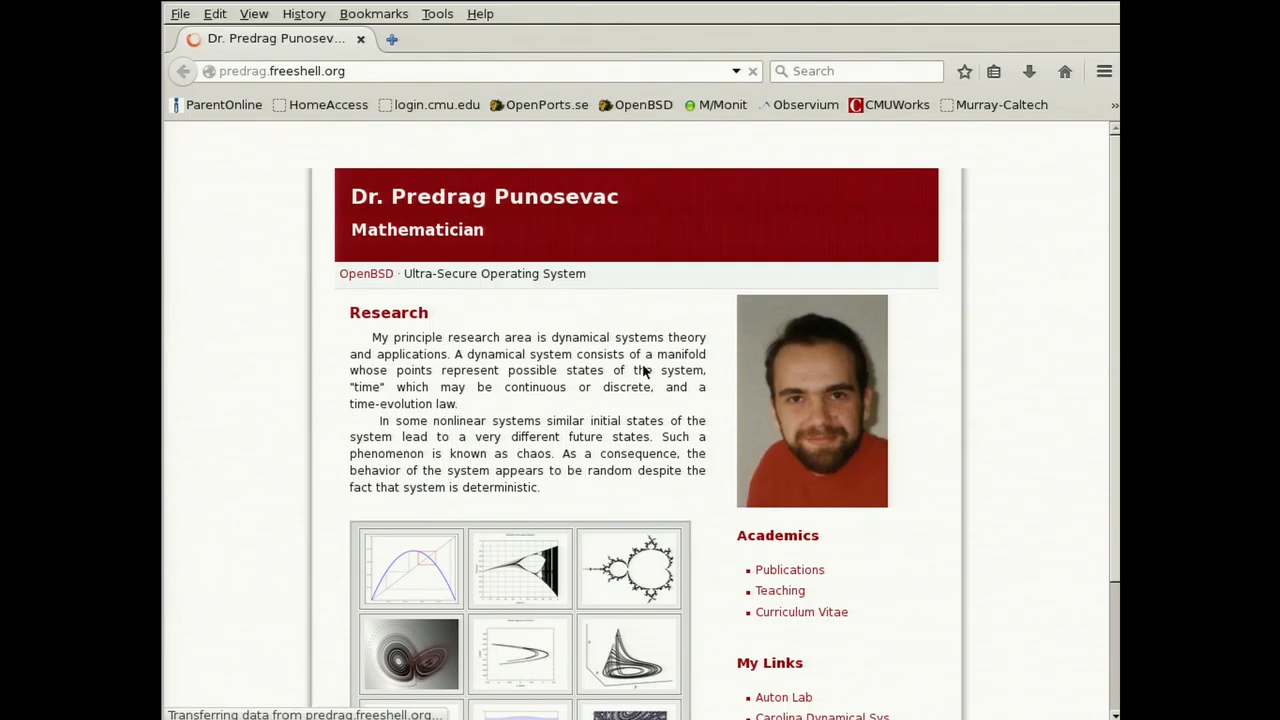 File Edit View History Bookmarks Tools Help
Dr. Predrag Punosev...
predrag.freeshell.org
Search
ParentOnline HomeAccess login.cmu.edu OpenPorts.se OpenBSD M/Monit Observium CMUWorks Murray-Caltech »
Dr. Predrag Punosevac
Mathematician
OpenBSD · Ultra-Secure Operating System
Research
My principle research area is dynamical systems theory
and applications. A dynamical system consists of a manifold
whose points represent possible states of the system,
"time" which may be continuous or discrete, and a
time-evolution law.
In some nonlinear systems similar initial states of the
system lead to a very different future states. Such a
phenomenon is known as chaos. As a consequence, the
behavior of the system appears to be random despite the
fact that system is deterministic.
Academics
Publications
Teaching
Curriculum Vitae
My Links
Auton Lab
Carolina Dynamical Sys
Transferring data from predrag.freeshell.org...